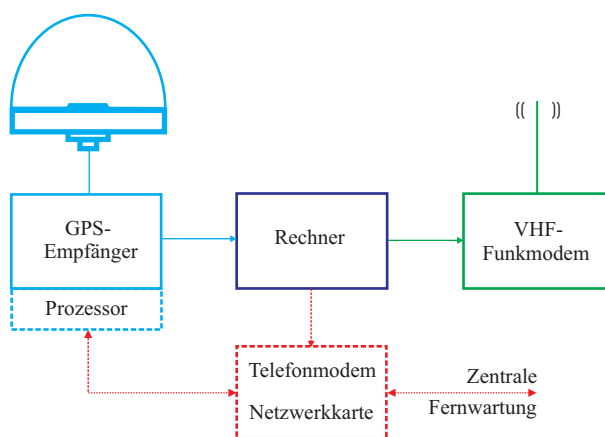 ((  ))
GPS-
Empfänger
Rechner
VHF-
Funkmodem
Prozessor
Telefonmodem
Netzwerkkarte
Zentrale
Fernwartung